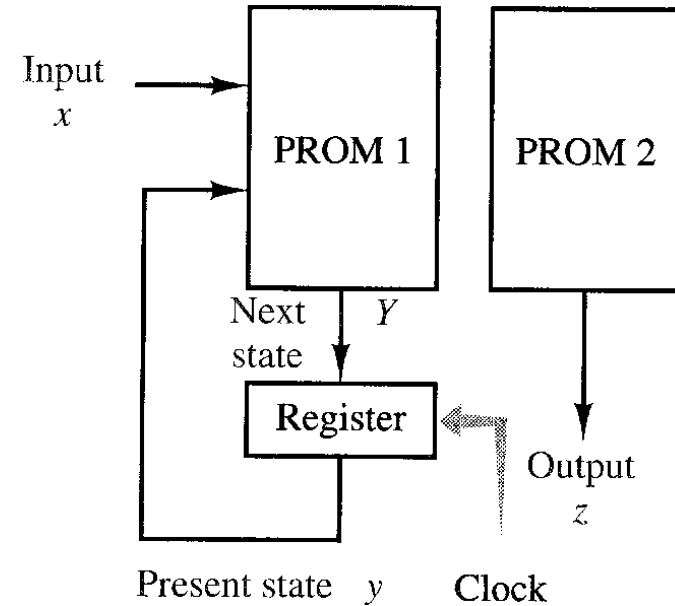 Input
x
PROM 1
PROM 2
Next
state
Y
Register
Output
z
Present state y
Clock